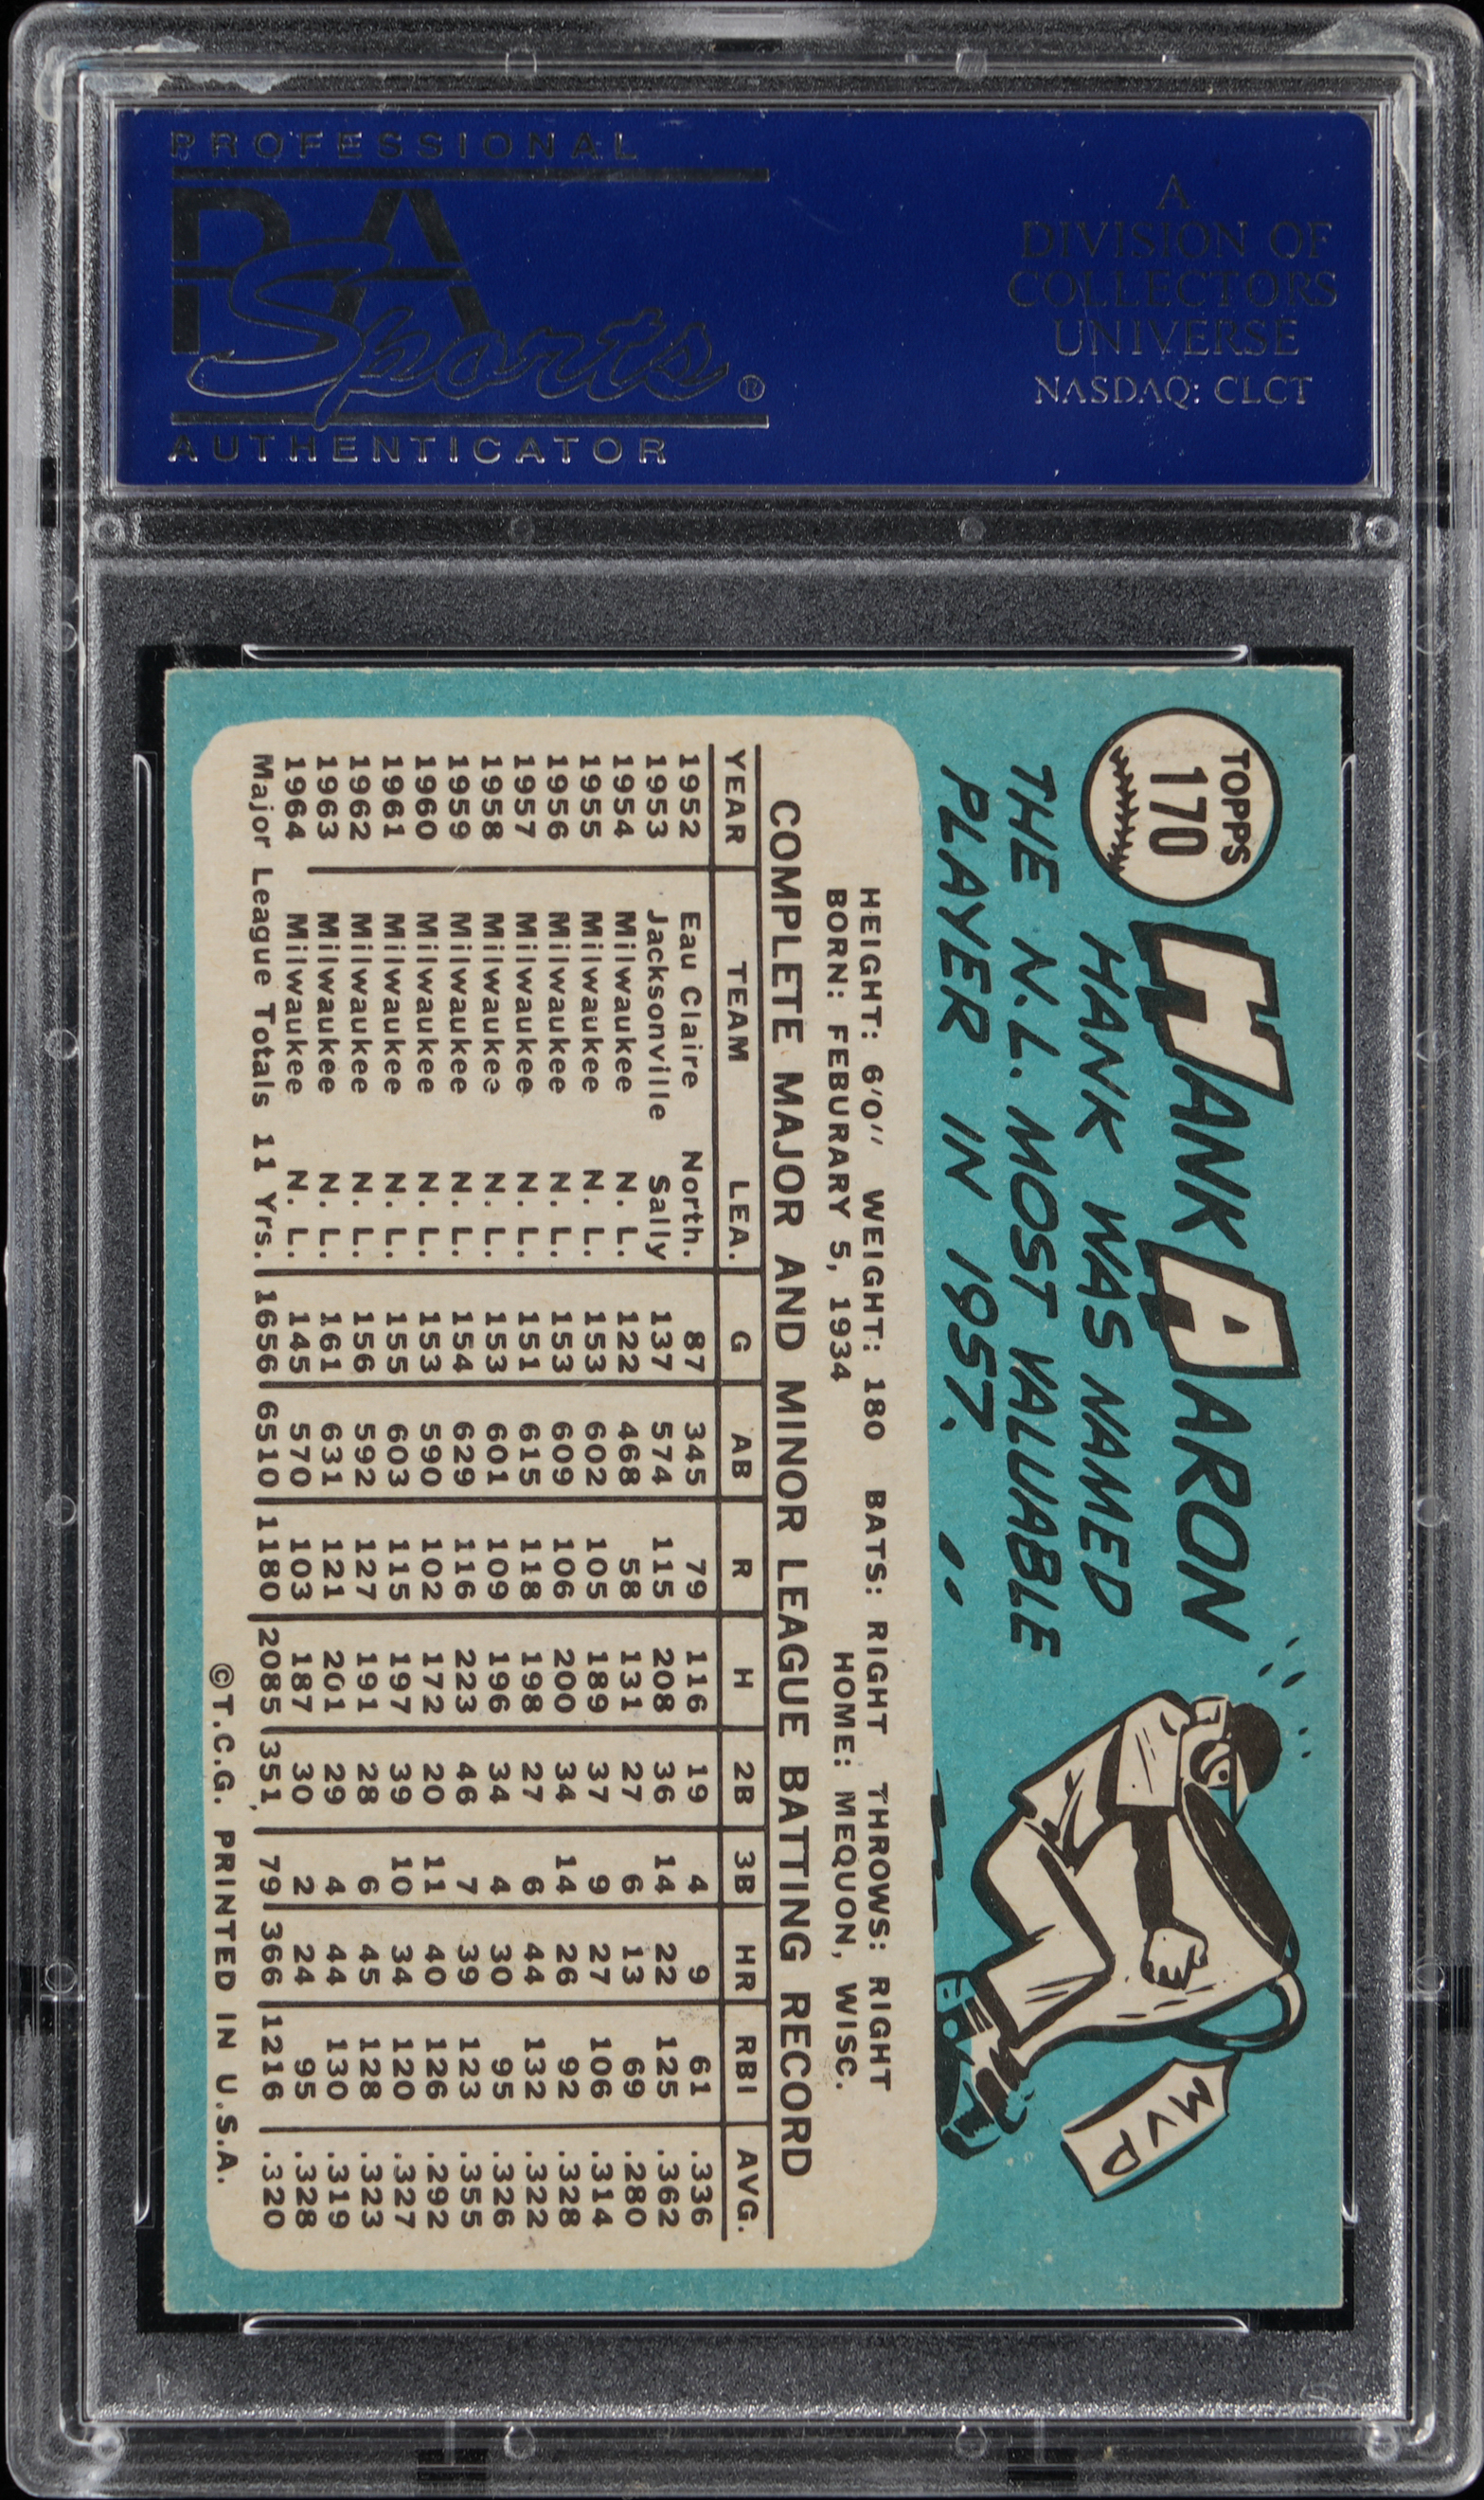 PROFESSIONAL
PSA
Sports®
AUTHENTICATOR
A
DIVISION OF
COLLECTORS
UNIVERSE
NASDAQ: CLCT
TOPPS
170
HANK AARON
HANK WAS NAMED
THE N.L. MOST VALUABLE
PLAYER IN 1957.
MVP
HEIGHT: 6'0" WEIGHT: 180 BATS: RIGHT THROWS: RIGHT
BORN: FEBURARY 5, 1934 HOME: MEQUON, WISC.
COMPLETE MAJOR AND MINOR LEAGUE BATTING RECORD
YEAR TEAM LEA. G AB R H 2B 3B HR RBI AVG.
1952 Eau Claire North. 87 345 79 116 19 4 9 61 .336
1953 Jacksonville Sally 137 574 115 208 36 14 22 125 .362
1954 Milwaukee N. L. 122 468 58 131 27 6 13 69 .280
1955 Milwaukee N. L. 153 602 105 189 37 9 27 106 .314
1956 Milwaukee N. L. 153 609 106 200 34 14 26 92 .328
1957 Milwaukee N. L. 151 615 118 198 27 6 44 132 .322
1958 Milwaukee N. L. 153 601 109 196 34 4 30 95 .326
1959 Milwaukee N. L. 154 629 116 223 46 7 39 123 .355
1960 Milwaukee N. L. 153 590 102 172 20 11 40 126 .292
1961 Milwaukee N. L. 155 603 115 197 39 10 34 120 .327
1962 Milwaukee N. L. 156 592 127 191 28 6 45 128 .323
1963 Milwaukee N. L. 161 631 121 201 29 4 44 130 .319
1964 Milwaukee N. L. 145 570 103 187 30 2 24 95 .328
Major League Totals 11 Yrs. 1656 6510 1180 2085 351 79 366 1216 .320
©T.C.G. PRINTED IN U.S.A.